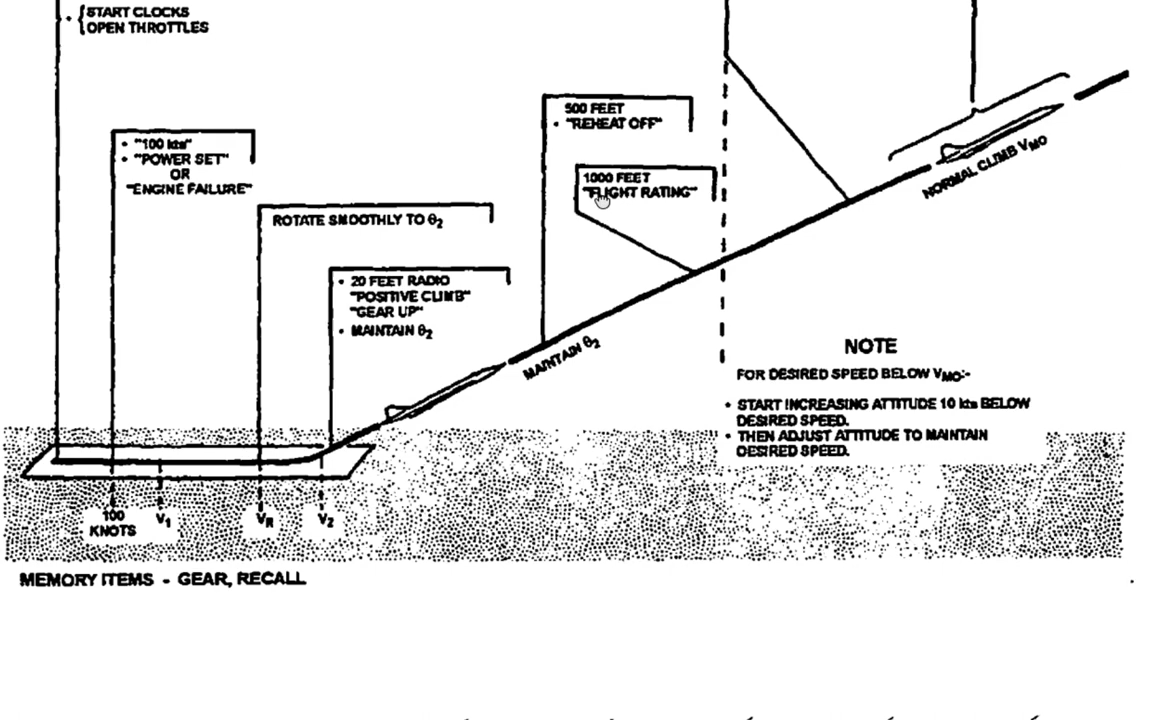 START CLOCKS
OPEN THROTTLES
• "100 kts"
• "POWER SET"
OR
"ENGINE FAILURE"
ROTATE SMOOTHLY TO θ2
• 20 FEET RADIO
"POSITIVE CLIMB"
"GEAR UP"
• MAINTAIN θ2
500 FEET
• "REHEAT OFF"
1000 FEET
"FLIGHT RATING"
MAINTAIN θ2
NORMAL CLIMB VMO
NOTE
FOR DESIRED SPEED BELOW VMO:-
• START INCREASING ATTITUDE 10 kts BELOW
DESIRED SPEED.
• THEN ADJUST ATTITUDE TO MAINTAIN
DESIRED SPEED.
100
KNOTS
V1
VR
V2
MEMORY ITEMS - GEAR, RECALL